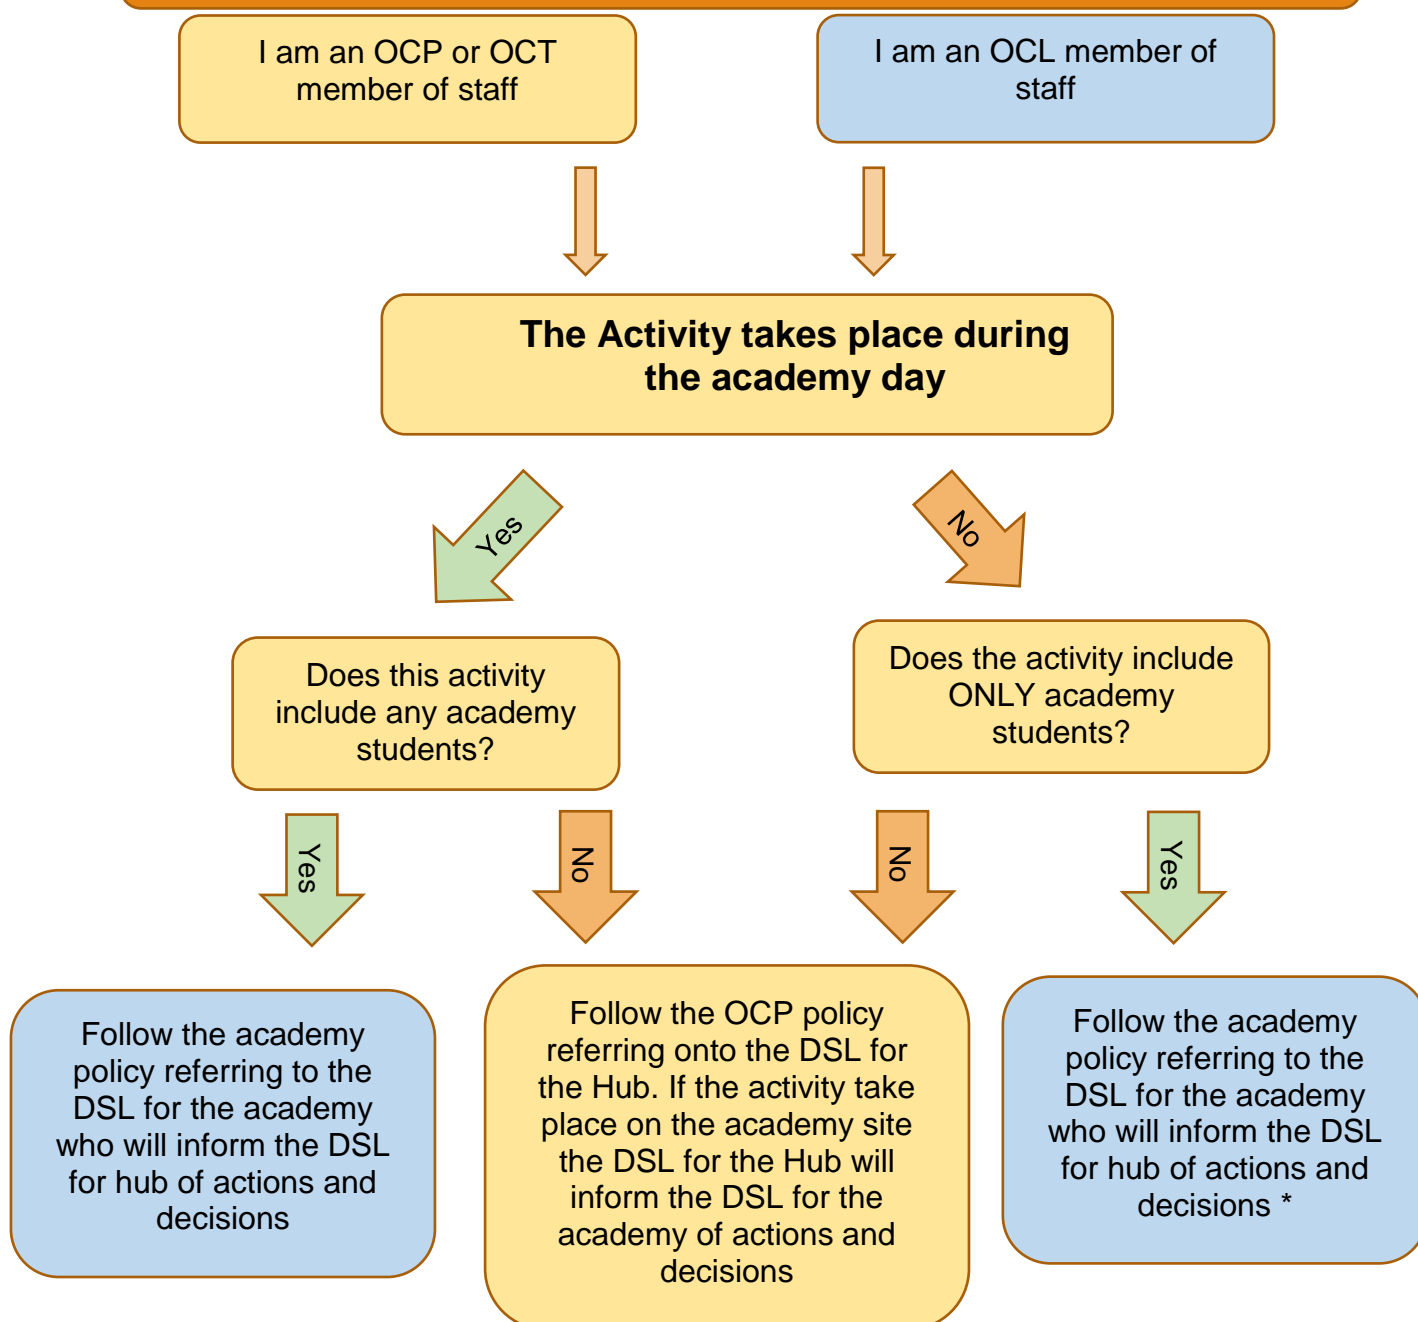 I am an OCP or OCT
member of staff
I am an OCL member of
staff
The Activity takes place during
the academy day
Yes
No
Does this activity
include any academy
students?
Does the activity include
ONLY academy
students?
Yes
No
No
Yes
Follow the academy
policy referring to the
DSL for the academy
who will inform the DSL
for hub of actions and
decisions
Follow the OCP policy
referring onto the DSL for
the Hub. If the activity take
place on the academy site
the DSL for the Hub will
inform the DSL for the
academy of actions and
decisions
Follow the academy
policy referring to the
DSL for the academy
who will inform the DSL
for hub of actions and
decisions *